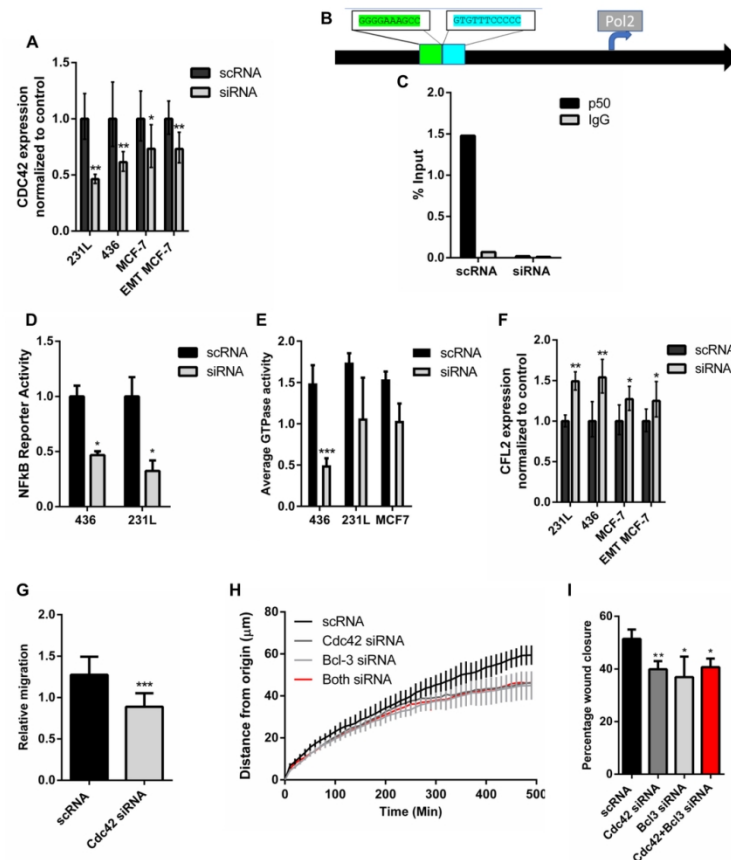 A
CDC42 expression
normalized to control
1.5
1.0
0.5
0.0
scRNA
siRNA
**
**
*
**
231L
436
MCF-7
EMT MCF-7
B
GGGGAAAGCC
GTGTTTCCCCC
Pol2
C
% Input
2.0
1.5
1.0
0.5
0.0
p50
IgG
scRNA
siRNA
D
NFkB Reporter Activity
1.5
1.0
0.5
0.0
scRNA
siRNA
*
*
436
231L
E
Average GTPase activity
2.0
1.5
1.0
0.5
0.0
scRNA
siRNA
***
436
231L
MCF7
F
CFL2 expression
normalized to control
2.0
1.5
1.0
0.5
0.0
scRNA
siRNA
**
**
*
*
231L
436
MCF-7
EMT MCF-7
G
Relative migration
2.0
1.5
1.0
0.5
0.0
***
scRNA
Cdc42 siRNA
H
Distance from origin (μm)
80
60
40
20
0
scRNA
Cdc42 siRNA
Bcl-3 siRNA
Both siRNA
0
100
200
300
400
500
Time (Min)
I
Percentage wound closure
60
40
20
0
**
*
*
scRNA
Cdc42 siRNA
Bcl3 siRNA
Cdc42+Bcl3 siRNA